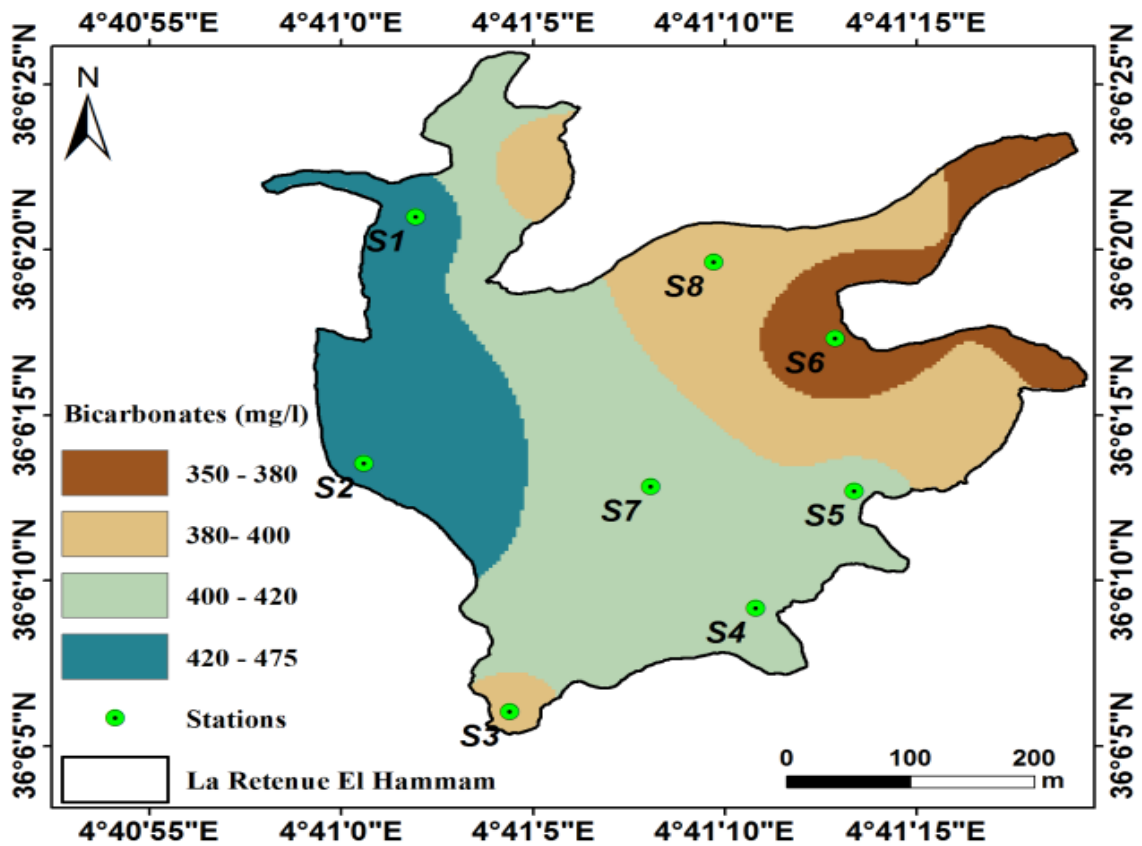 4°40'55"E 4°41'0"E 4°41'5"E 4°41'10"E 4°41'15"E
N
36°6'25"N 36°6'25"N
36°6'20"N 36°6'20"N
36°6'15"N 36°6'15"N
36°6'10"N 36°6'10"N
36°6'5"N 36°6'5"N
S1
S8
S6
S2
S7
S5
S4
S3
Bicarbonates (mg/l)
350 - 380
380- 400
400 - 420
420 - 475
Stations
La Retenue El Hammam
0 100 200
m
4°40'55"E 4°41'0"E 4°41'5"E 4°41'10"E 4°41'15"E